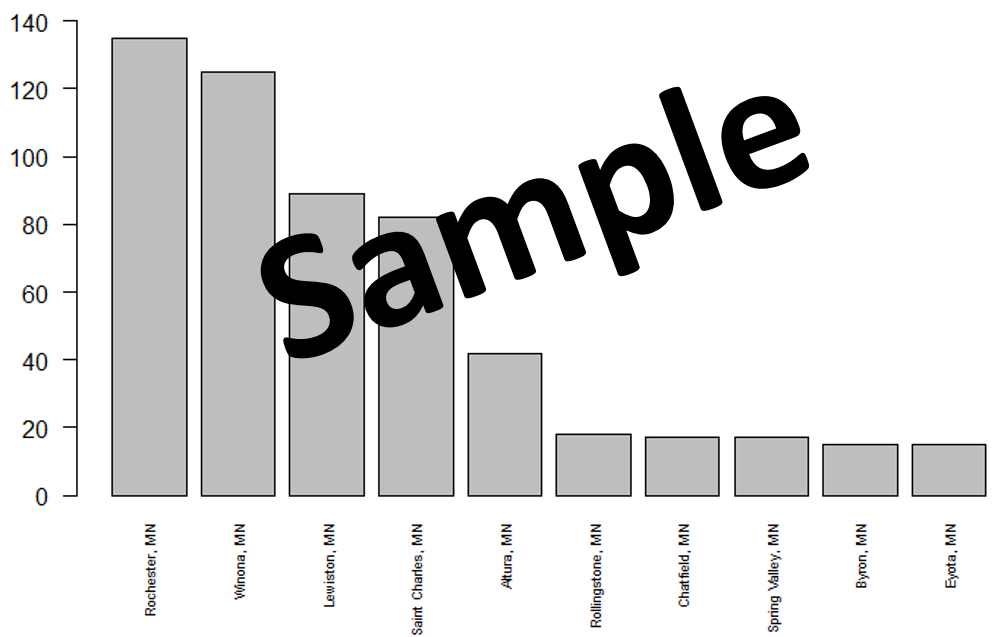 140
120
100
80
60
40
20
0
Sample
Rochester, MN
Winona, MN
Lewiston, MN
Saint Charles, MN
Altura, MN
Rollingstone, MN
Chatfield, MN
Spring Valley, MN
Byron, MN
Eyota, MN